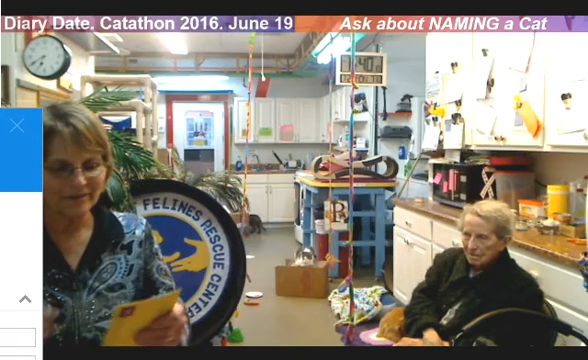 Diary Date. Catathon 2016. June 19
Ask about NAMING a Cat
FELINES RESCUE CENTER